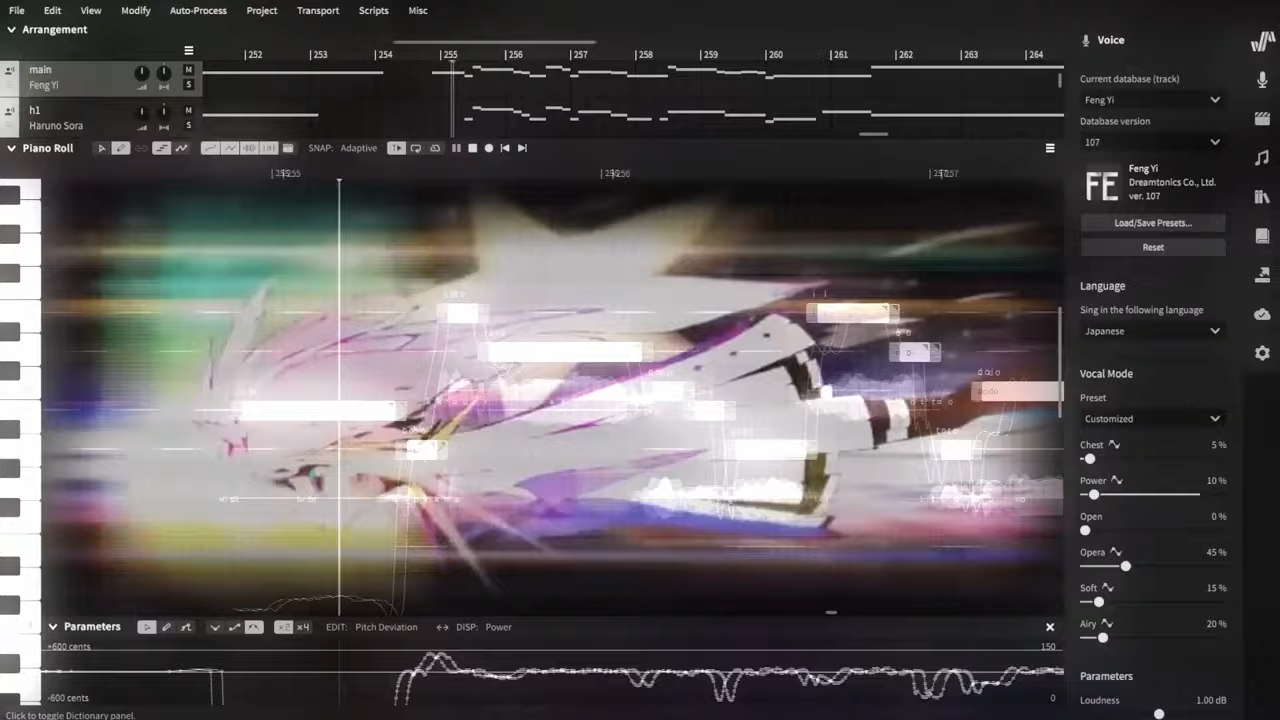 File Edit View Modify Auto-Process Project Transport Scripts Misc
Arrangement
252 253 254 255 256 257 258 259 260 261 262 263 264
main
Feng Yi
M
S
h1
Haruno Sora
M
S
Piano Roll
SNAP: Adaptive
255 256 257
Parameters
x2 x4
EDIT: Pitch Deviation
DISP: Power
+600 cents
150
-600 cents
0
Click to toggle Dictionary panel.
Voice
Current database (track)
Feng Yi
Database version
107
FE
Feng Yi
Dreamtonics Co., Ltd.
ver. 107
Load/Save Presets...
Reset
Language
Sing in the following language
Japanese
Vocal Mode
Preset
Customized
Chest 5 %
Power 10 %
Open 0 %
Opera 45 %
Soft 15 %
Airy 20 %
Parameters
Loudness 1.00 dB